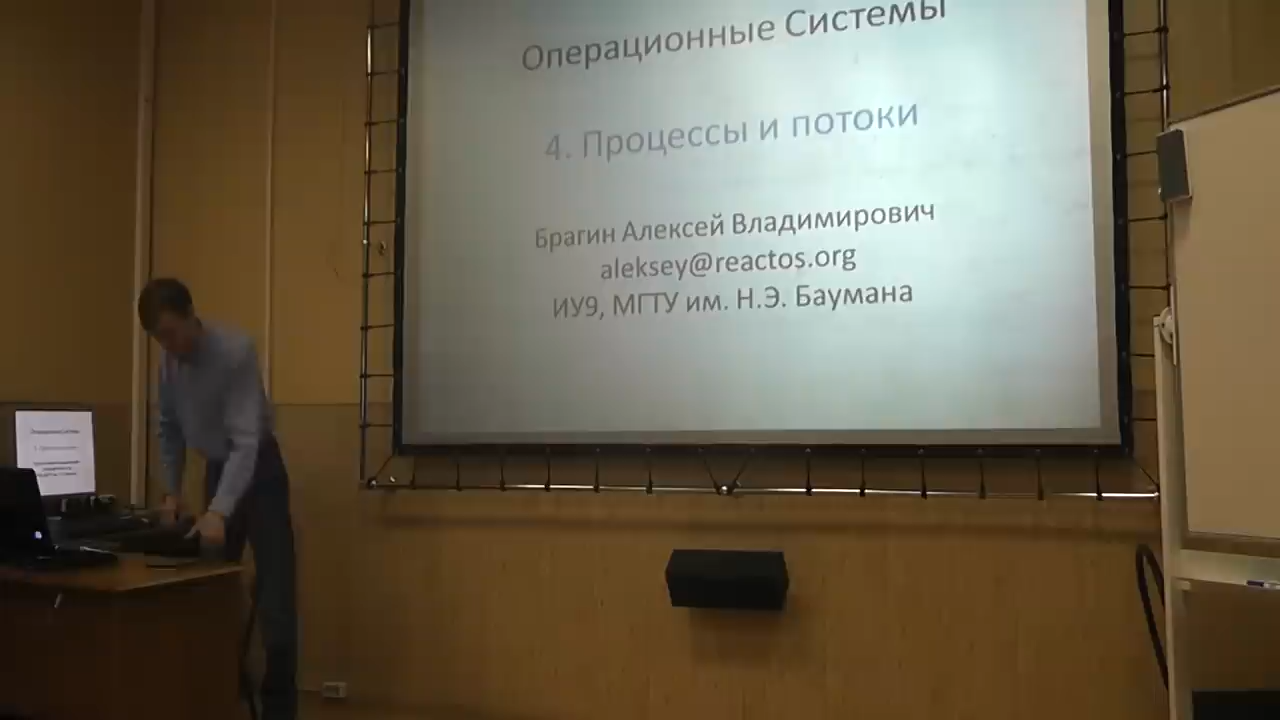 Операционные Системы
4. Процессы и потоки
Брагин Алексей Владимирович
aleksey@reactos.org
ИУ9, МГТУ им. Н.Э. Баумана